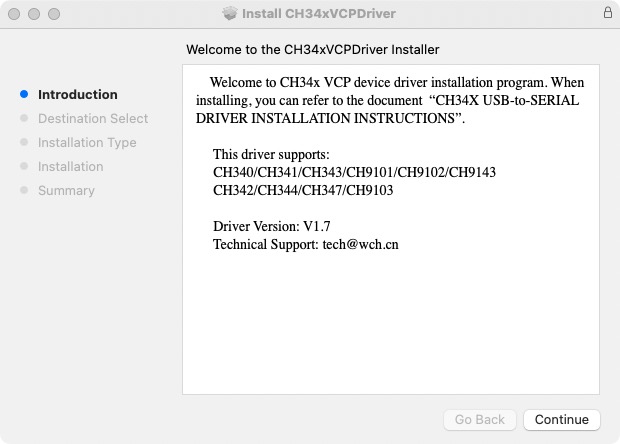 Install CH34xVCPDriver
Welcome to the CH34xVCPDriver Installer
Introduction
Destination Select
Installation Type
Installation
Summary
Welcome to CH34x VCP device driver installation program. When
installing, you can refer to the document “CH34X USB-to-SERIAL
DRIVER INSTALLATION INSTRUCTIONS”.
This driver supports:
CH340/CH341/CH343/CH9101/CH9102/CH9143
CH342/CH344/CH347/CH9103
Driver Version: V1.7
Technical Support: tech@wch.cn
Go Back
Continue